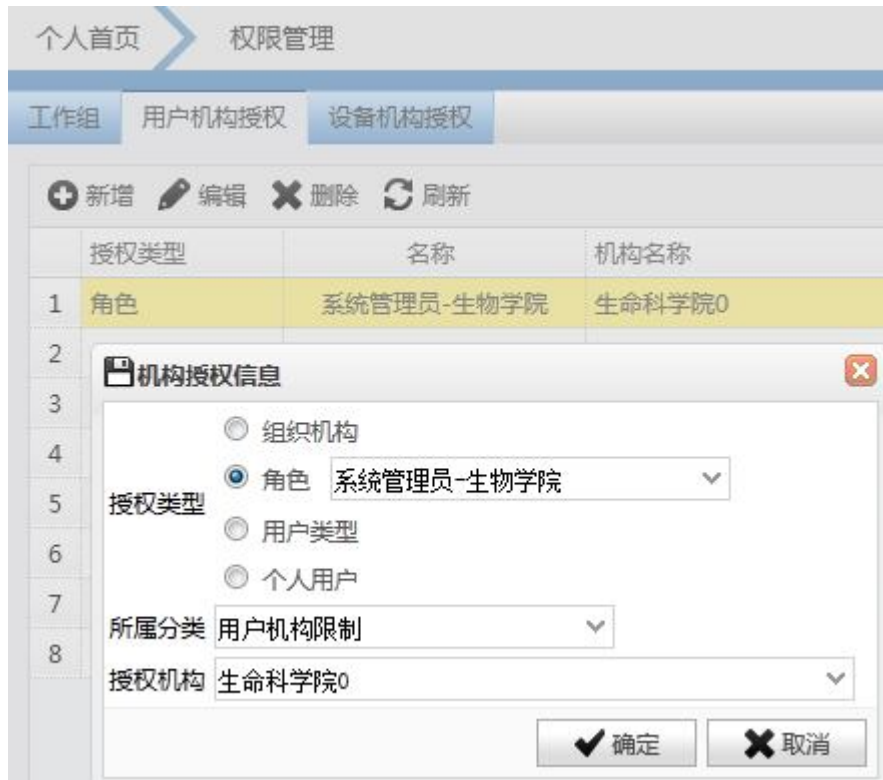 个人首页 权限管理
工作组 用户机构授权 设备机构授权
新增 编辑 删除 刷新
授权类型 名称 机构名称
1 角色 系统管理员-生物学院 生命科学院0
2
3
4
5
6
7
8
机构授权信息
授权类型
组织机构
角色 系统管理员-生物学院
用户类型
个人用户
所属分类 用户机构限制
授权机构 生命科学院0
确定 取消